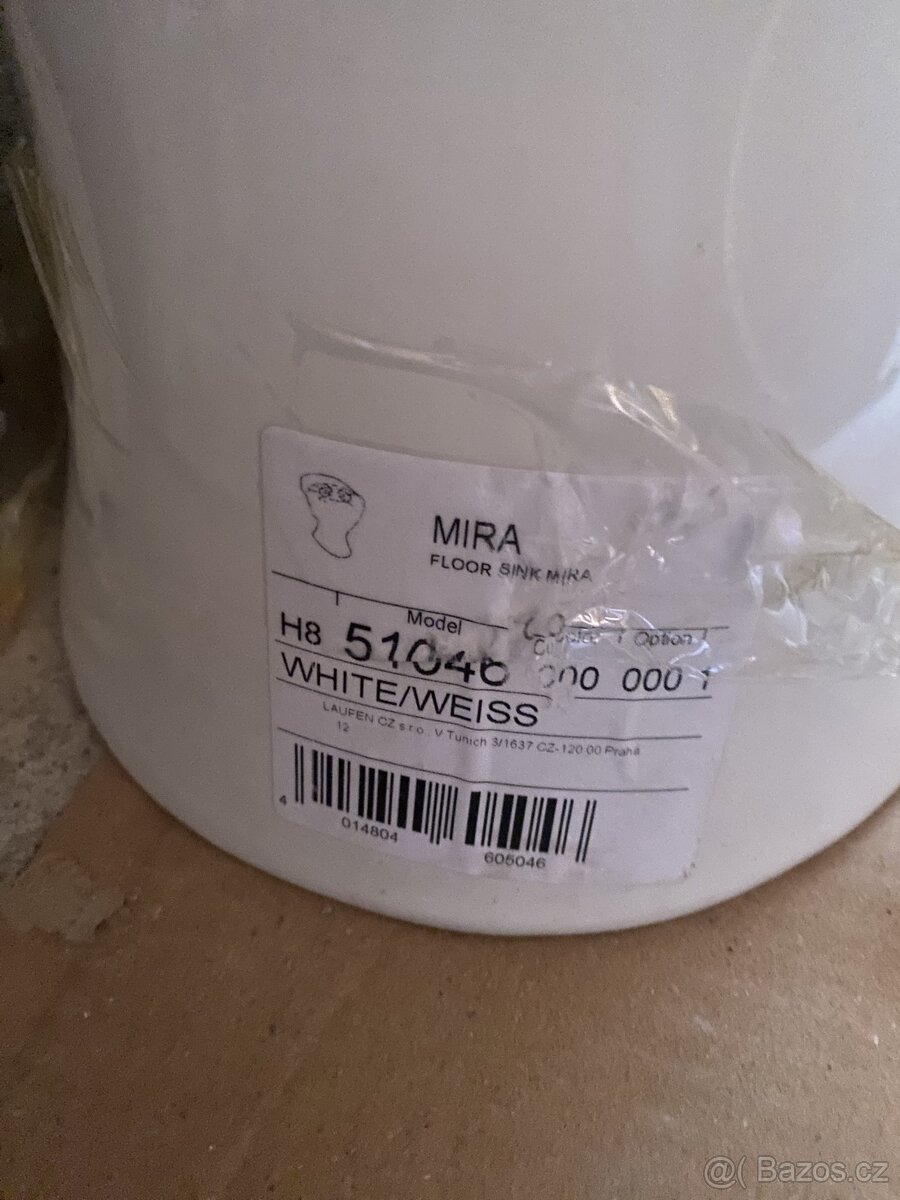 MIRA
FLOOR SINK MIRA
Model Option
H8 51046 000 000 1
WHITE/WEISS
LAUFEN CZ s.r.o., V Tunich 3/1637 CZ-120 00 Praha
12
4 014804 605046
@( Bazos.cz